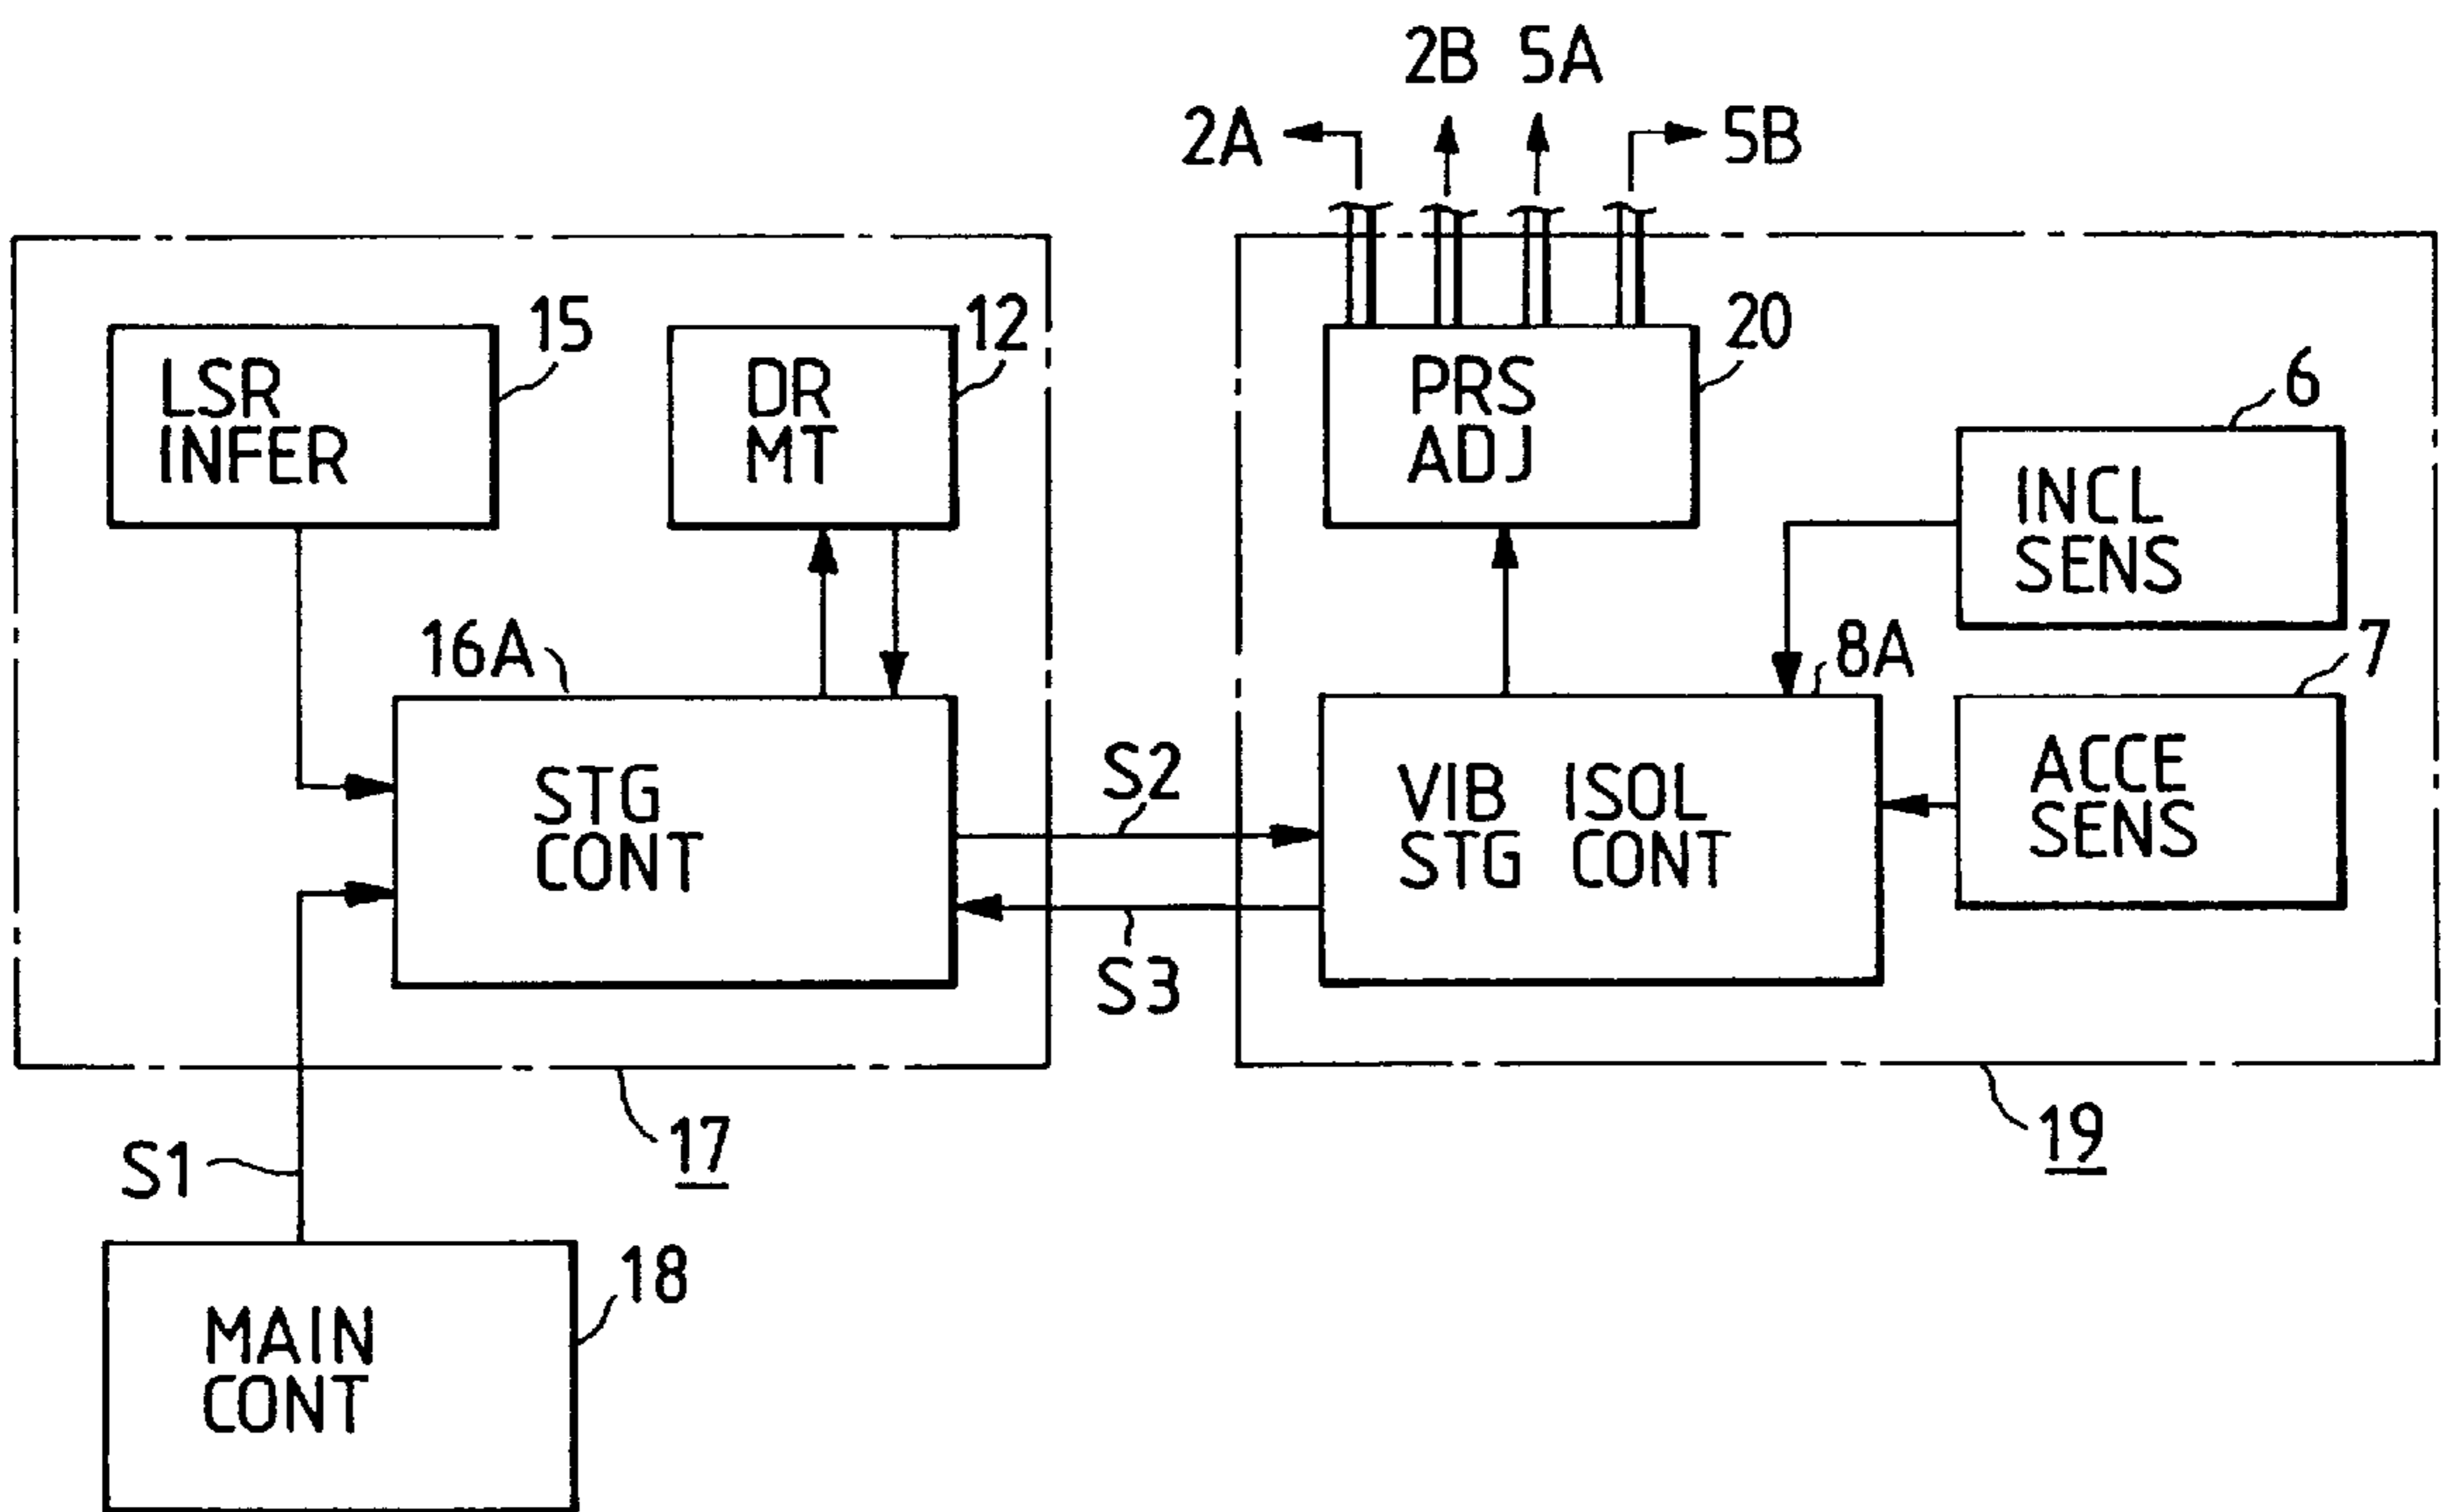 2B 5A
2A
5B
15
12
20
6
LSR
INFER
DR
MT
PRS
ADJ
INCL
SENS
16A
8A
7
STG
CONT
S2
S3
VIB ISOL
STG CONT
ACCE
SENS
S1
17
19
18
MAIN
CONT